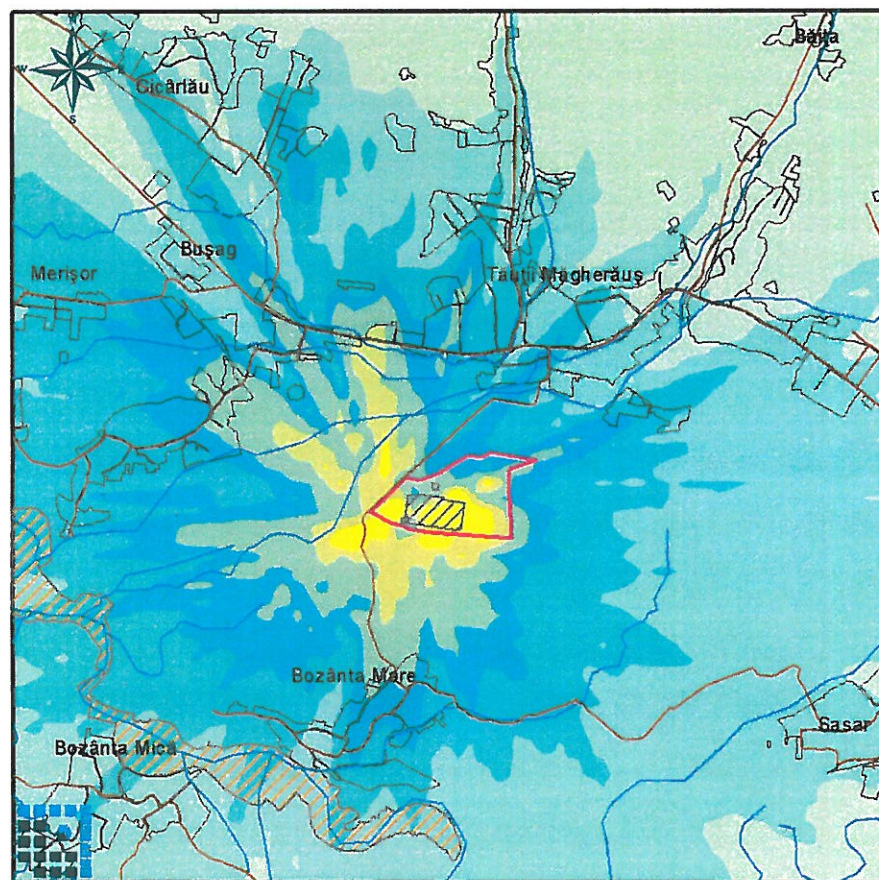 Băița
Cicârlău
W
S
Bușag
Merișor
Tăuții Măgherăuș
Bozânta Mare
Sasar
Bozânta Mică